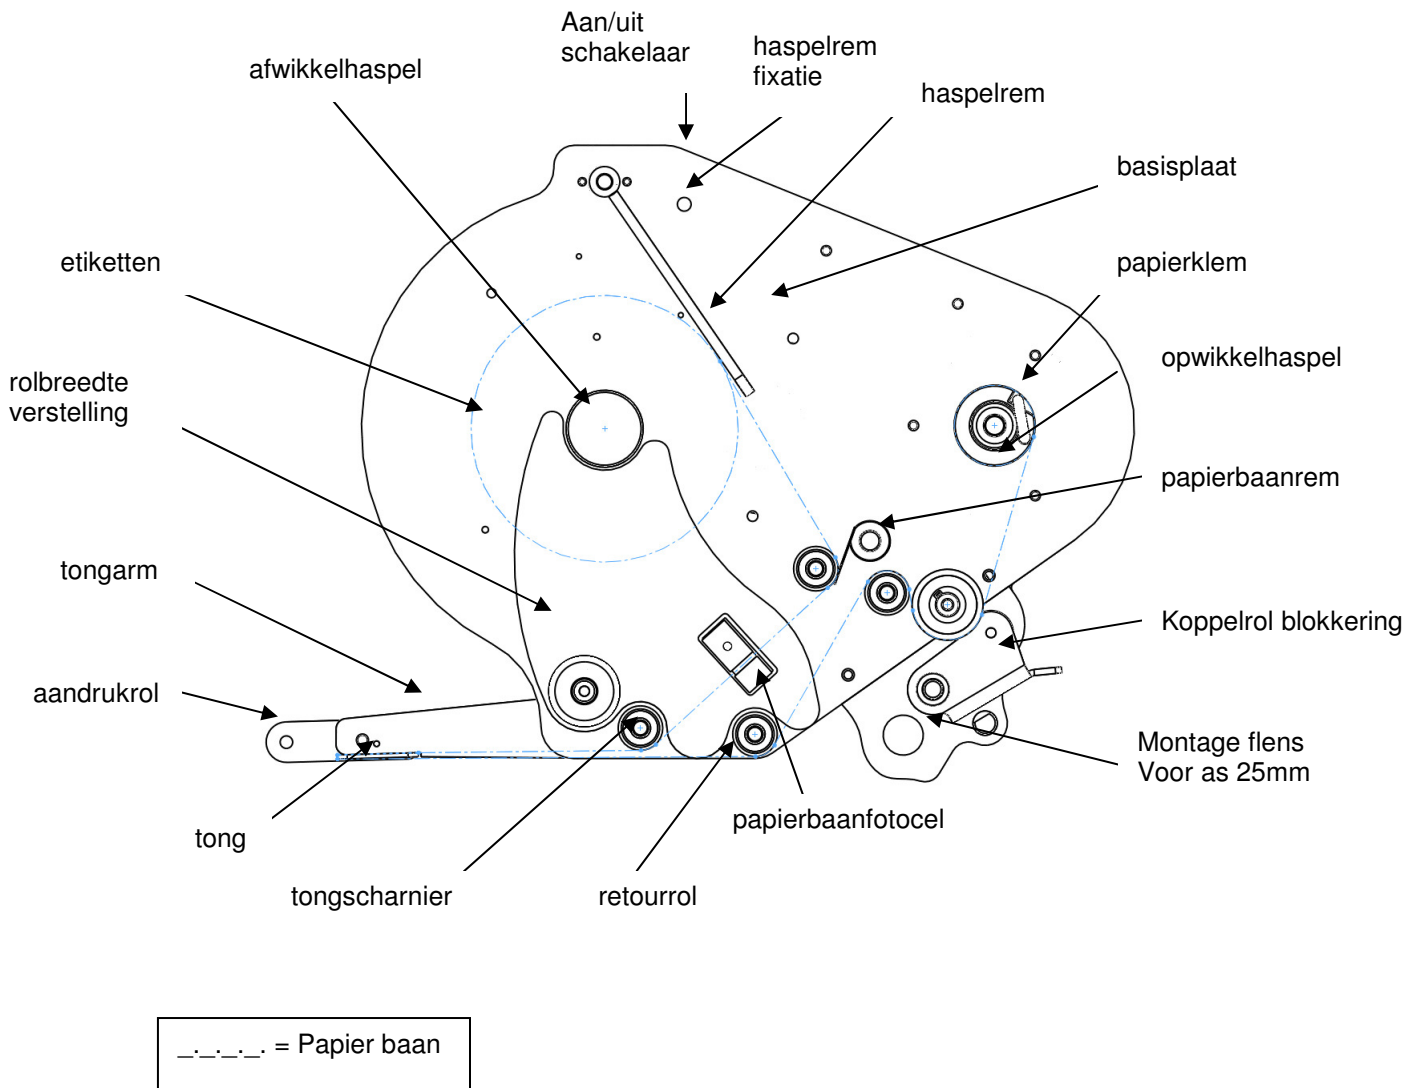 Aan/uit
schakelaar
haspelrem
fixatie
afwikkelhaspel
haspelrem
basisplaat
etiketten
papierklem
opwikkelhaspel
rolbreedte
verstelling
papierbaanrem
tongarm
Koppelrol blokkering
aandrukrol
Montage flens
Voor as 25mm
papierbaanfotocel
tong
tongscharnier
retourrol
_._._._. = Papier baan